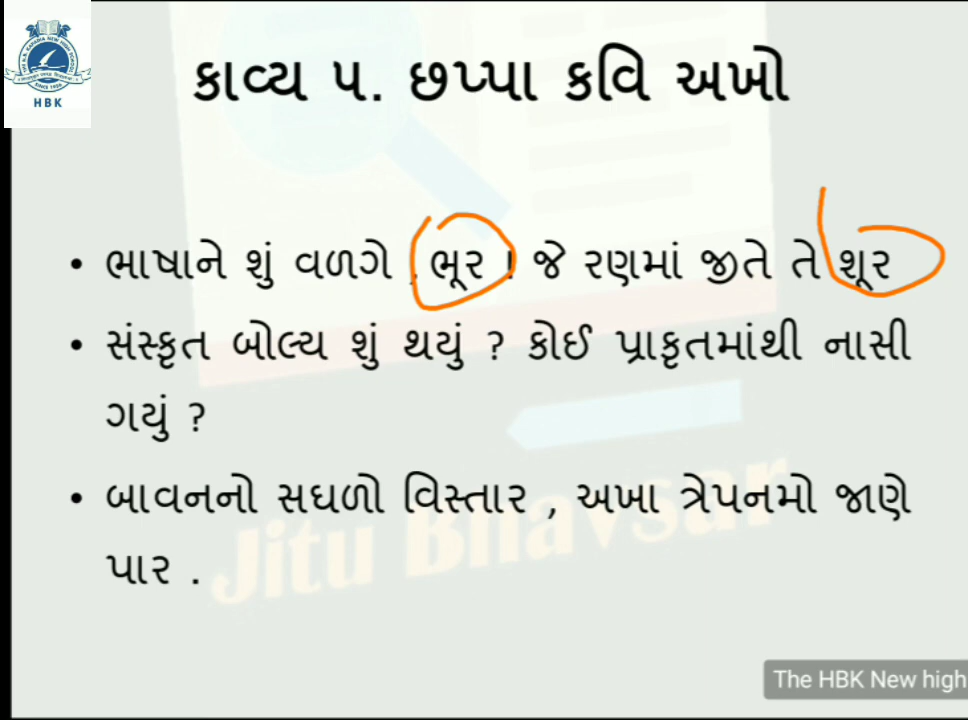 HBK
કાવ્ય ૫. છપ્પા કવિ અખો
• ભાષાને શું વળગે , ભૂર ! જે રણમાં જીતે તે શૂર
• સંસ્કૃત બોલ્ય શું થયું ? કોઈ પ્રાકૃતમાંથી નાસી
ગયું ?
• બાવનનો સઘળો વિસ્તાર , અખા ત્રેપનમો જાણે
પાર .
Jitu Bhavsar
The HBK New high